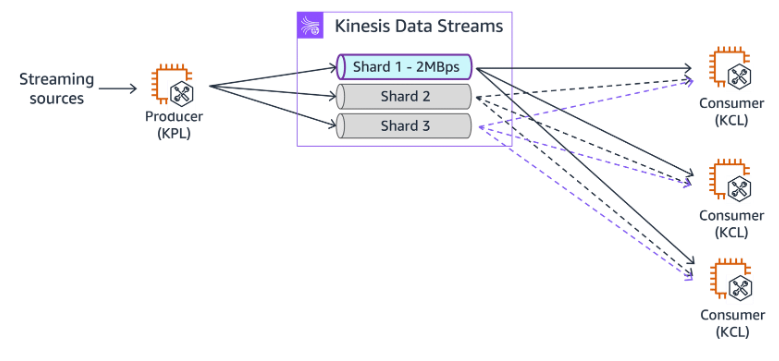 Kinesis Data Streams
Streaming
sources
Producer
(KPL)
Shard 1 - 2MBps
Shard 2
Shard 3
Consumer
(KCL)
Consumer
(KCL)
Consumer
(KCL)